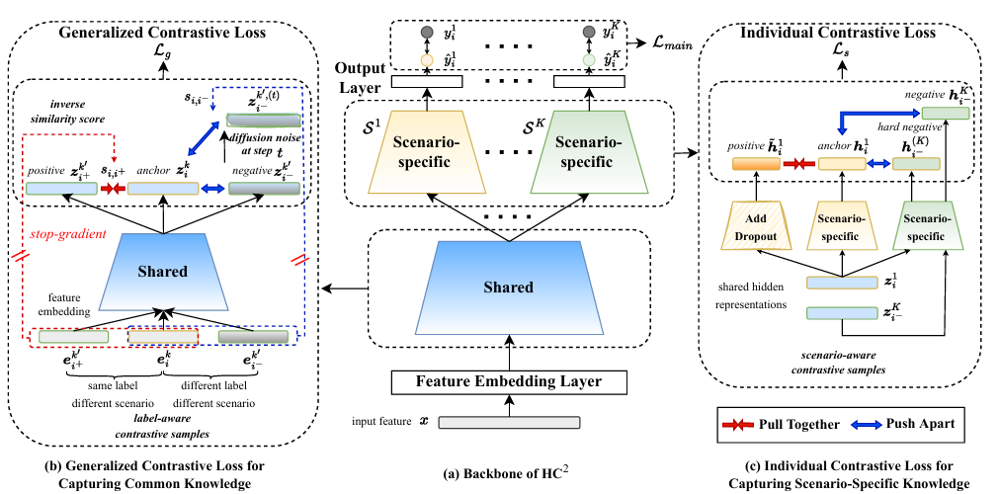 Generalized Contrastive Loss
ℒ_g
inverse
similarity score
s_{i,i^-}
z_{i^-}^{k',(t)}
diffusion noise
at step t
positive z_{i^+}^{k'}
s_{i,i^+}
anchor z_i^k
negative z_{i^-}^{k'}
stop-gradient
Shared
feature
embedding
e_{i^+}^{k'}
e_i^k
e_{i^-}^{k'}
same label
different scenario
different label
different scenario
label-aware
contrastive samples
(b) Generalized Contrastive Loss for
Capturing Common Knowledge
y_i^1
y_i^K
ŷ_i^1
ŷ_i^K
ℒ_{main}
Output
Layer
𝒮^1
Scenario-
specific
𝒮^K
Scenario-
specific
Shared
Feature Embedding Layer
input feature x
(a) Backbone of HC²
Individual Contrastive Loss
ℒ_s
negative h_{i^-}^K
hard negative
positive h̃_i^1
anchor h_i^1
h_{i^-}^{(K)}
Add
Dropout
Scenario-
specific
Scenario-
specific
shared hidden
representations
z_i^1
z_{i^-}^K
scenario-aware
contrastive samples
Pull Together
Push Apart
(c) Individual Contrastive Loss for
Capturing Scenario-Specific Knowledge